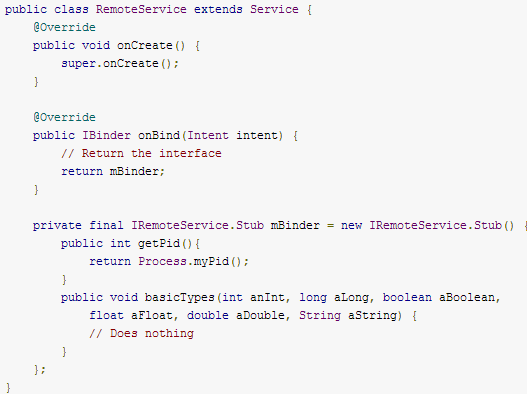 public class RemoteService extends Service {
    @Override
    public void onCreate() {
        super.onCreate();
    }

    @Override
    public IBinder onBind(Intent intent) {
        // Return the interface
        return mBinder;
    }

    private final IRemoteService.Stub mBinder = new IRemoteService.Stub() {
        public int getPid(){
            return Process.myPid();
        }
        public void basicTypes(int anInt, long aLong, boolean aBoolean,
            float aFloat, double aDouble, String aString) {
            // Does nothing
        }
    };
}